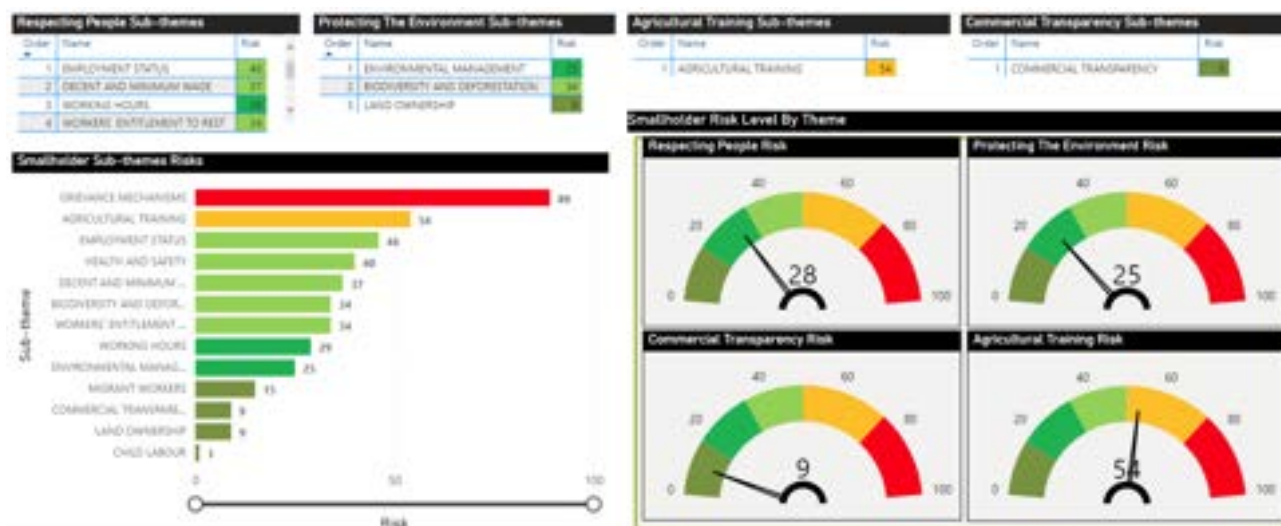 Respecting People Sub-themes
Order Name Risk
1 EMPLOYMENT STATUS 46
2 DECENT AND MINIMUM WAGE 37
3 WORKING HOURS 29
4 WORKERS' ENTITLEMENT TO REST 34
Protecting The Environment Sub-themes
Order Name Risk
1 ENVIRONMENTAL MANAGEMENT 25
2 BIODIVERSITY AND DEFORESTATION 34
3 LAND OWNERSHIP 9
Agricultural Training Sub-themes
Order Name Risk
1 AGRICULTURAL TRAINING 54
Commercial Transparency Sub-themes
Order Name Risk
1 COMMERCIAL TRANSPARENCY 9
Smallholder Sub-themes Risks
Sub-theme
GRIEVANCE MECHANISMS
AGRICULTURAL TRAINING 54
EMPLOYMENT STATUS 46
HEALTH AND SAFETY 40
DECENT AND MINIMUM ... 37
BIODIVERSITY AND DEFOR... 34
WORKERS' ENTITLEMENT ... 34
WORKING HOURS 29
ENVIRONMENTAL MANAG... 25
MIGRANT WORKERS 15
COMMERCIAL TRANSPARE... 9
LAND OWNERSHIP 9
CHILD LABOUR 1
0 50 100
Risk
Smallholder Risk Level By Theme
Respecting People Risk
0 20 40 60 80 100
28
Protecting The Environment Risk
0 20 40 60 80 100
25
Commercial Transparency Risk
0 20 40 60 80 100
9
Agricultural Training Risk
0 20 40 60 80 100
54